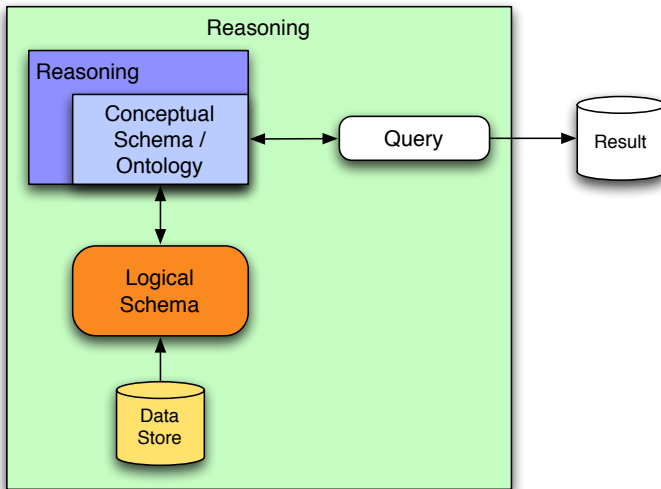 Reasoning
Reasoning
Conceptual
Schema /
Ontology
Query
Result
Logical
Schema
Data
Store